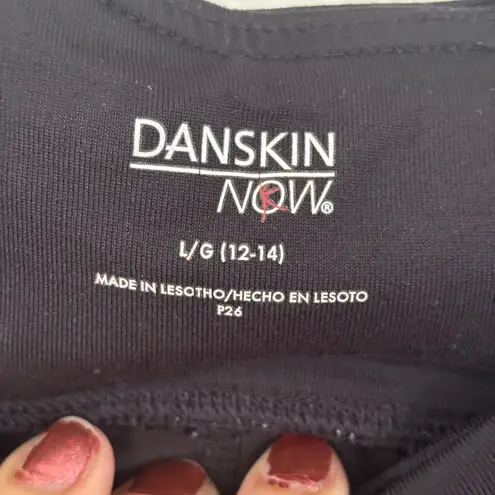 DANSKIN
NOW®
L/G (12-14)
MADE IN LESOTHO/HECHO EN LESOTO
P26